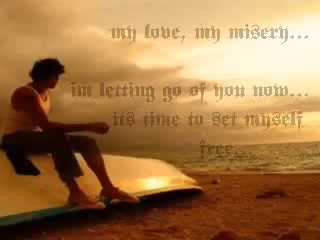 my love, my misery...
im letting go of you now...
its time to set myself
free...